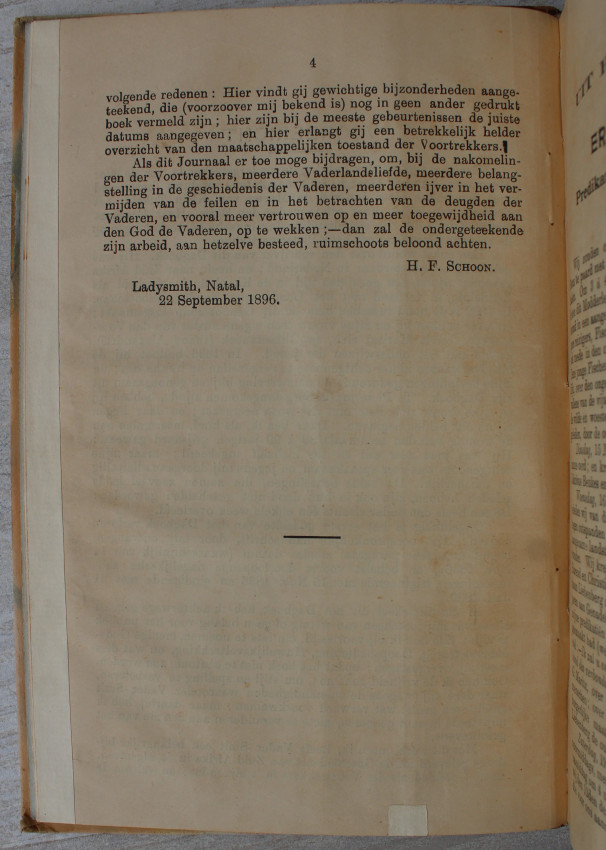 4
volgende redenen : Hier vindt gij gewichtige bijzonderheden aange-
teekend, die (voorzoover mij bekend is) nog in geen ander gedrukt
boek vermeld zijn ; hier zijn bij de meeste gebeurtenissen de juiste
datums aangegeven ; en hier erlangt gij een betrekkelijk helder
overzicht van den maatschappelijken toestand der Voortrekkers.
Als dit Journaal er toe moge bijdragen, om, bij de nakomelin-
gen der Voortrekkers, meerdere Vaderlandsliefde, meerdere belang-
stelling in de geschiedenis der Vaderen, meerderen ijver in het ver-
mijden van de feilen en in het betrachten van de deugden der
Vaderen, en vooral meer vertrouwen op en meer toegewijdheid aan
den God de Vaderen, op te wekken ;—dan zal de ondergeteekende
zijn arbeid, aan hetzelve besteed, ruimschoots beloond achten.
H. F. SCHOON.
Ladysmith, Natal,
22 September 1896.